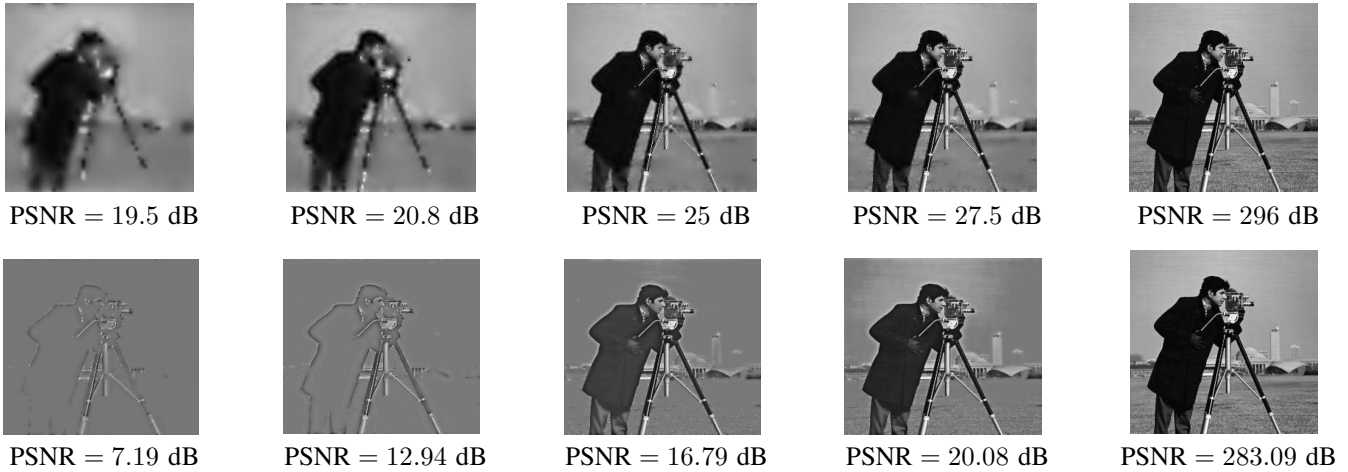 PSNR = 19.5 dB PSNR = 20.8 dB PSNR = 25 dB PSNR = 27.5 dB PSNR = 296 dB
PSNR = 7.19 dB PSNR = 12.94 dB PSNR = 16.79 dB PSNR = 20.08 dB PSNR = 283.09 dB